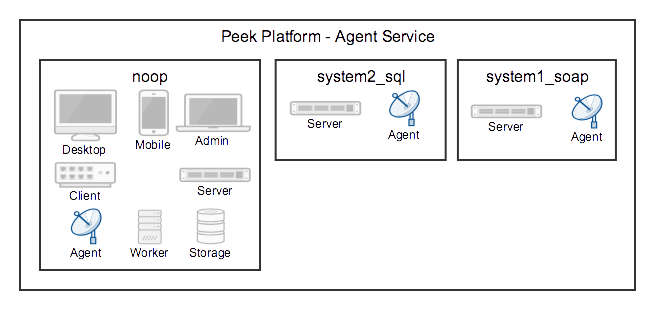 Peek Platform - Agent Service
noop
Desktop
Mobile
Admin
Client
Server
Agent
Worker
Storage
system2_sql
Server
Agent
system1_soap
Server
Agent